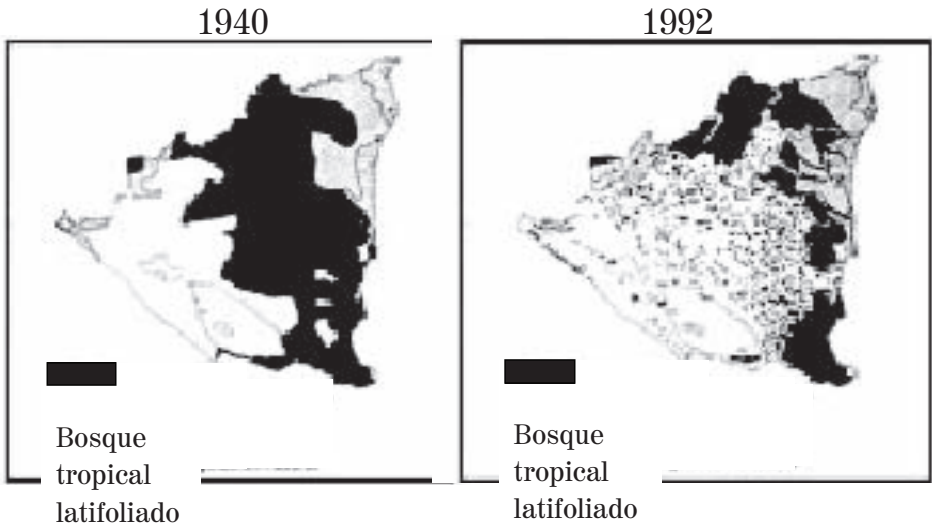 1940
1992
Bosque
tropical
latifoliado
Bosque
tropical
latifoliado